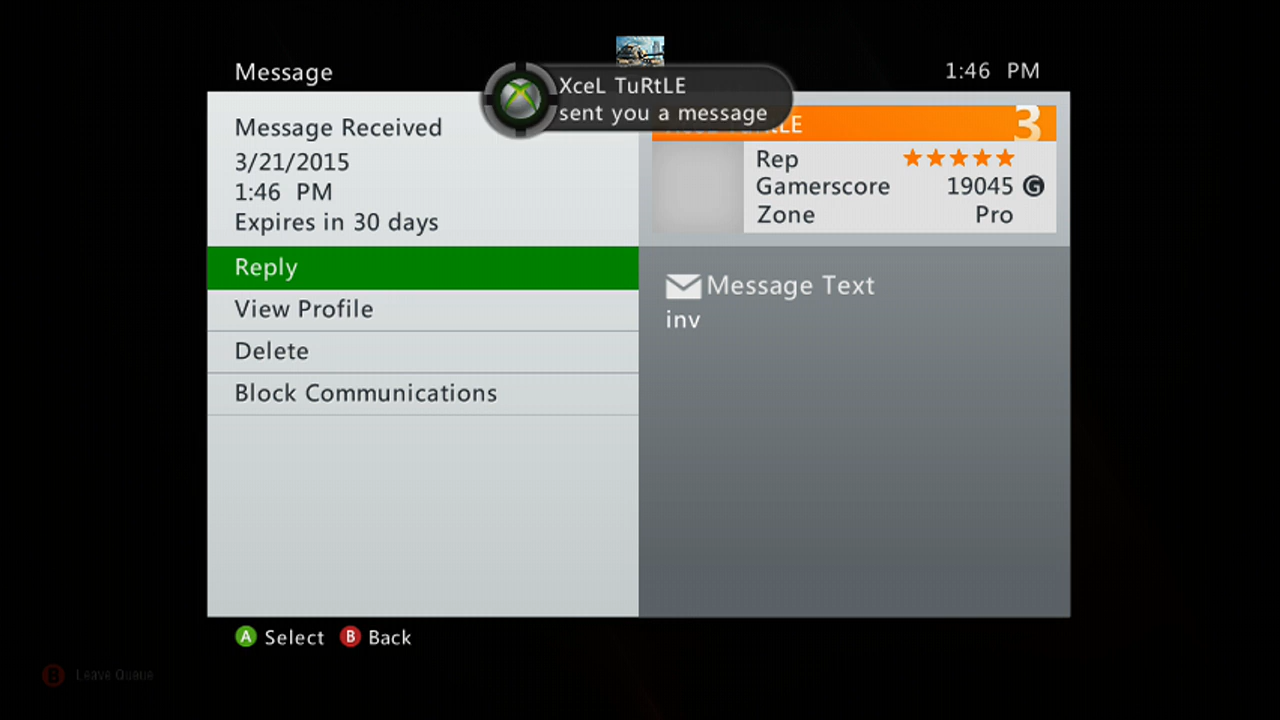 Message
1:46 PM
XceL TuRtLE
sent you a message
Message Received
3/21/2015
1:46 PM
Expires in 30 days
3
Rep
Gamerscore 19045 G
Zone Pro
Reply
View Profile
Delete
Block Communications
Message Text
inv
A Select B Back
B Leave Queue